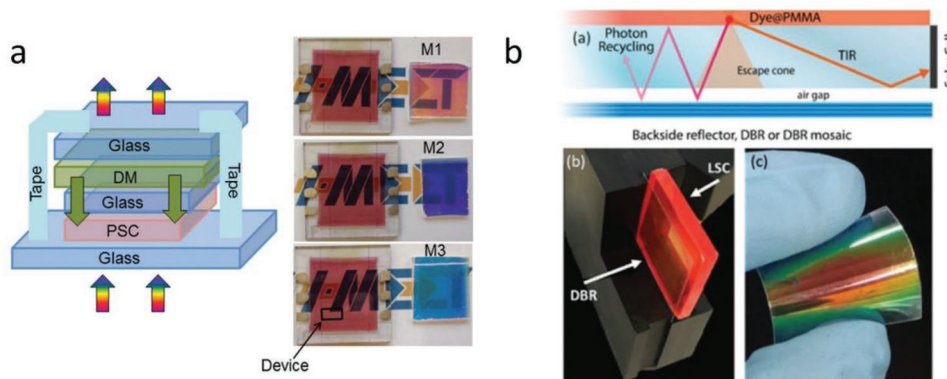 a
Glass
DM
Glass
PSC
Glass
Tape
Tape
M1
M2
M3
Device
b
Dye@PMMA
(a)
Photon
Recycling
TIR
Escape cone
air gap
Backside reflector, DBR or DBR mosaic
(b)
LSC
DBR
(c)